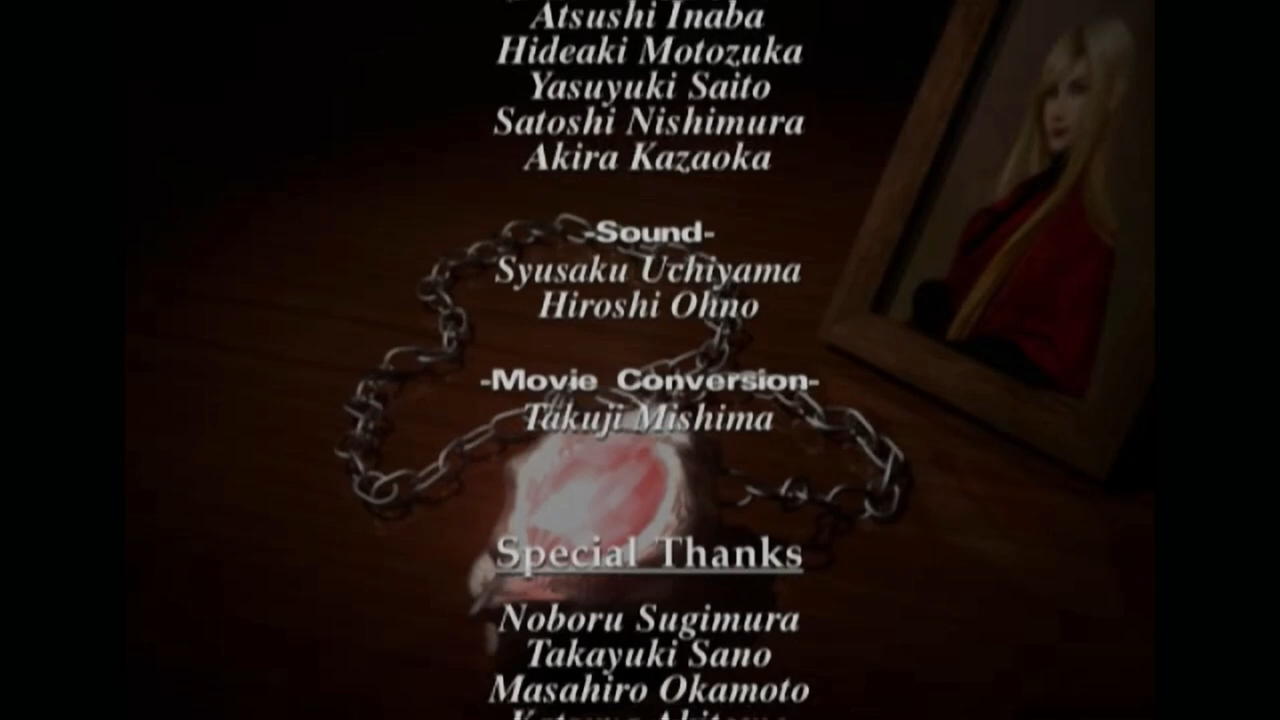 Atsushi Inaba
Hideaki Motozuka
Yasuyuki Saito
Satoshi Nishimura
Akira Kazaoka
-Sound-
Syusaku Uchiyama
Hiroshi Ohno
-Movie Conversion-
Takuji Mishima
Special Thanks
Noboru Sugimura
Takayuki Sano
Masahiro Okamoto